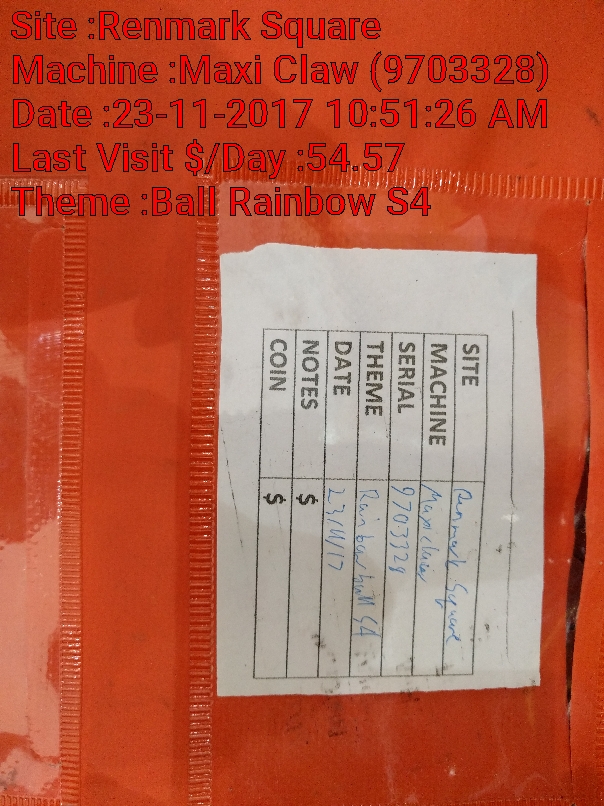 Site :Renmark Square
Machine :Maxi Claw (9703328)
Date :23-11-2017 10:51:26 AM
Last Visit $/Day :54.57
Theme :Ball Rainbow S4
SITE Renmark Square
MACHINE Maxi claw
SERIAL 9703328
THEME Rainbow ball S4
DATE 23/11/17
NOTES $
COIN $